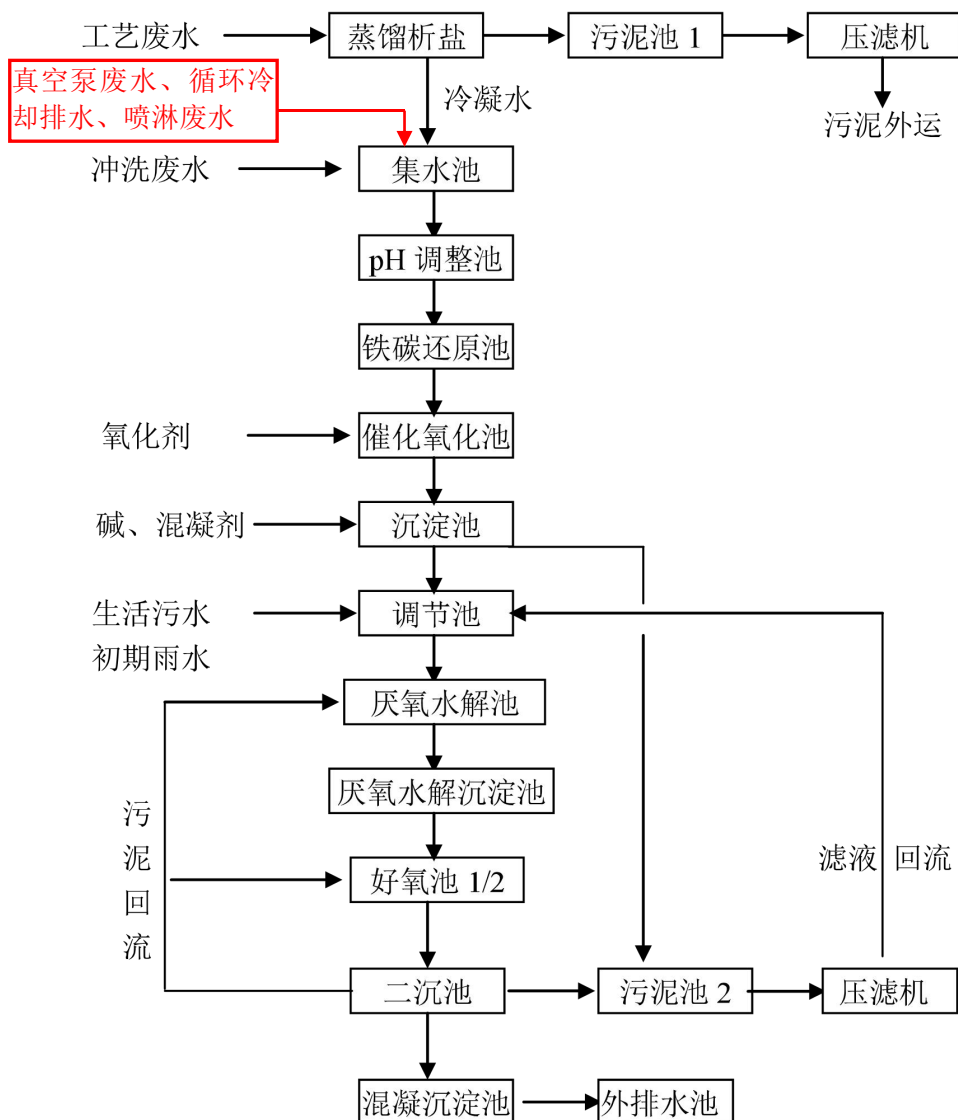 工艺废水
蒸馏析盐
污泥池 1
压滤机
真空泵废水、循环冷
却排水、喷淋废水
冷凝水
污泥外运
冲洗废水
集水池
pH 调整池
铁碳还原池
氧化剂
催化氧化池
碱、混凝剂
沉淀池
生活污水
初期雨水
调节池
厌氧水解池
厌氧水解沉淀池
污泥回流
好氧池 1/2
滤液 回流
二沉池
污泥池 2
压滤机
混凝沉淀池
外排水池